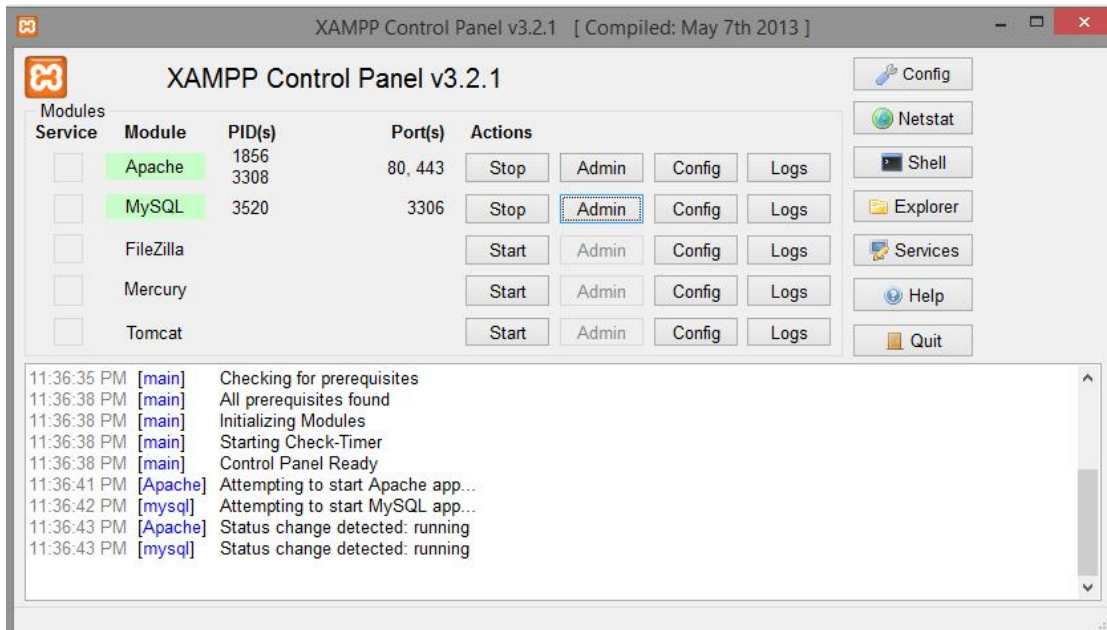 XAMPP Control Panel v3.2.1 [ Compiled: May 7th 2013 ]
XAMPP Control Panel v3.2.1
Config
Modules
Netstat
Service Module PID(s) Port(s) Actions
Apache 1856 3308 80, 443 Stop Admin Config Logs
Shell
MySQL 3520 3306 Stop Admin Config Logs
Explorer
FileZilla Start Admin Config Logs
Services
Mercury Start Admin Config Logs
Help
Tomcat Start Admin Config Logs
Quit
11:36:35 PM [main] Checking for prerequisites
11:36:38 PM [main] All prerequisites found
11:36:38 PM [main] Initializing Modules
11:36:38 PM [main] Starting Check-Timer
11:36:38 PM [main] Control Panel Ready
11:36:41 PM [Apache] Attempting to start Apache app...
11:36:42 PM [mysql] Attempting to start MySQL app...
11:36:43 PM [Apache] Status change detected: running
11:36:43 PM [mysql] Status change detected: running